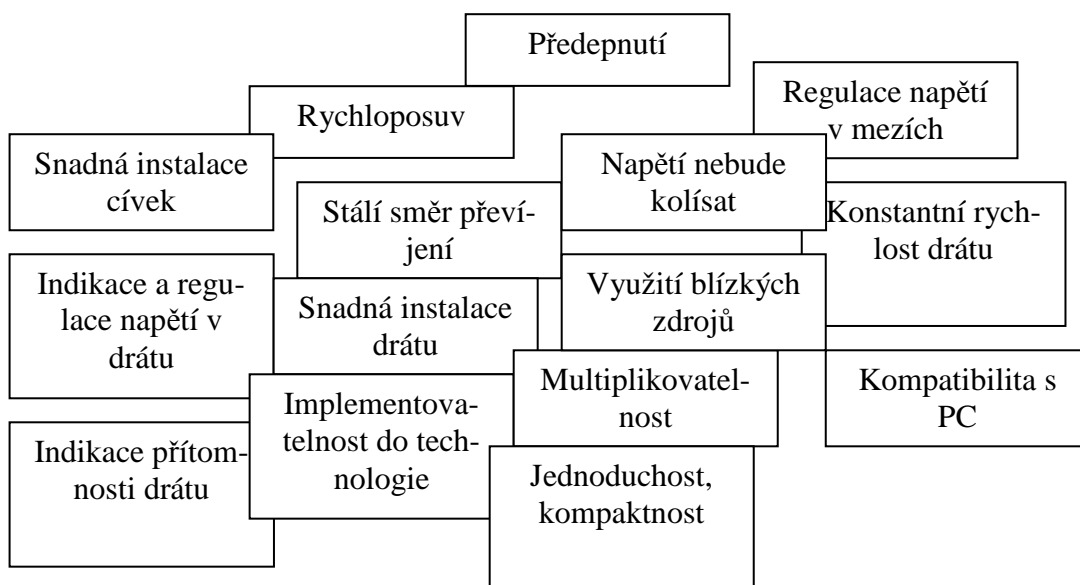 Předepnutí
Rychloposuv
Regulace napětí
v mezích
Snadná instalace
cívek
Napětí nebude
kolísat
Stálí směr převí-
jení
Konstantní rych-
lost drátu
Indikace a regu-
lace napětí v
drátu
Snadná instalace
drátu
Využití blízkých
zdrojů
Multiplikovatel-
nost
Kompatibilita s
PC
Implementova-
telnost do tech-
nologie
Indikace přítom-
nosti drátu
Jednoduchost,
kompaktnost